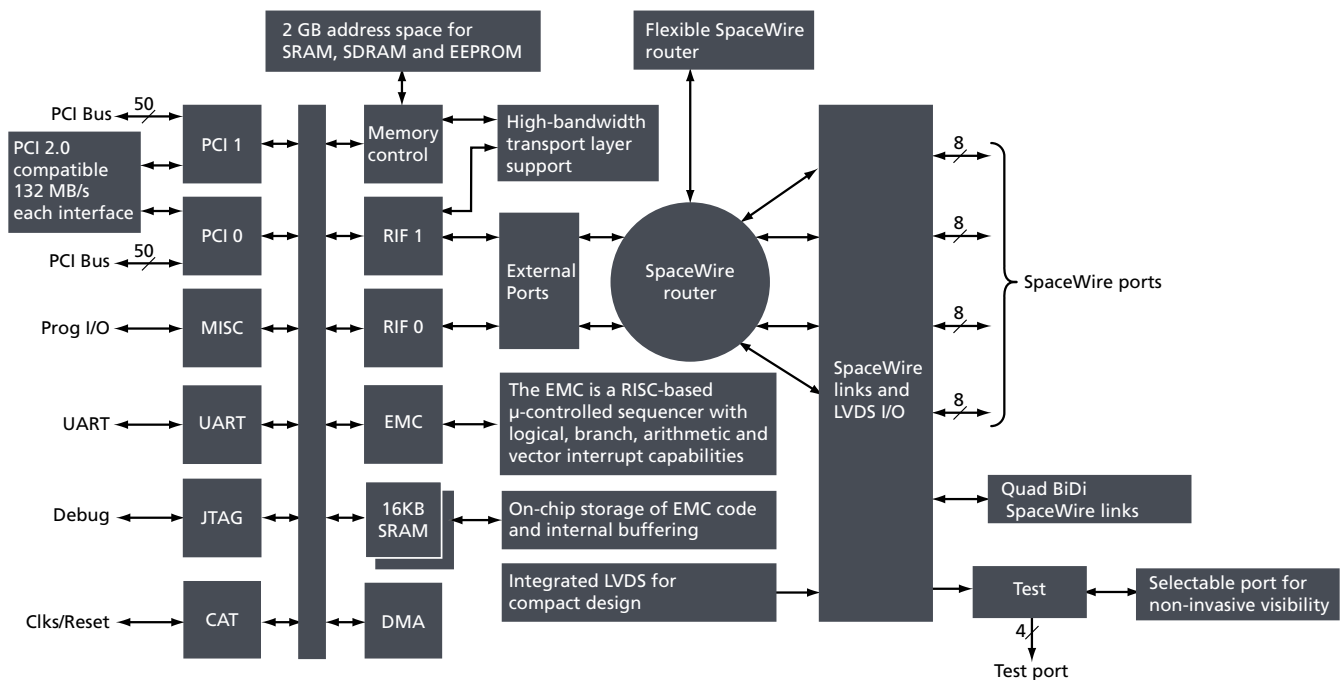 2 GB address space for
SRAM, SDRAM and EEPROM
Flexible SpaceWire
router
PCI Bus
50
PCI 1
Memory
control
High-bandwidth
transport layer
support
8
PCI 2.0
compatible
132 MB/s
each interface
PCI 0
RIF 1
External
Ports
SpaceWire
router
8
PCI Bus
50
SpaceWire ports
Prog I/O
MISC
RIF 0
8
SpaceWire
links and
LVDS I/O
UART
UART
EMC
The EMC is a RISC-based
μ-controlled sequencer with
logical, branch, arithmetic and
vector interrupt capabilities
8
Debug
JTAG
16KB
SRAM
On-chip storage of EMC code
and internal buffering
Quad BiDi
SpaceWire links
Clks/Reset
CAT
DMA
Integrated LVDS for
compact design
Test
Selectable port for
non-invasive visibility
4
Test port